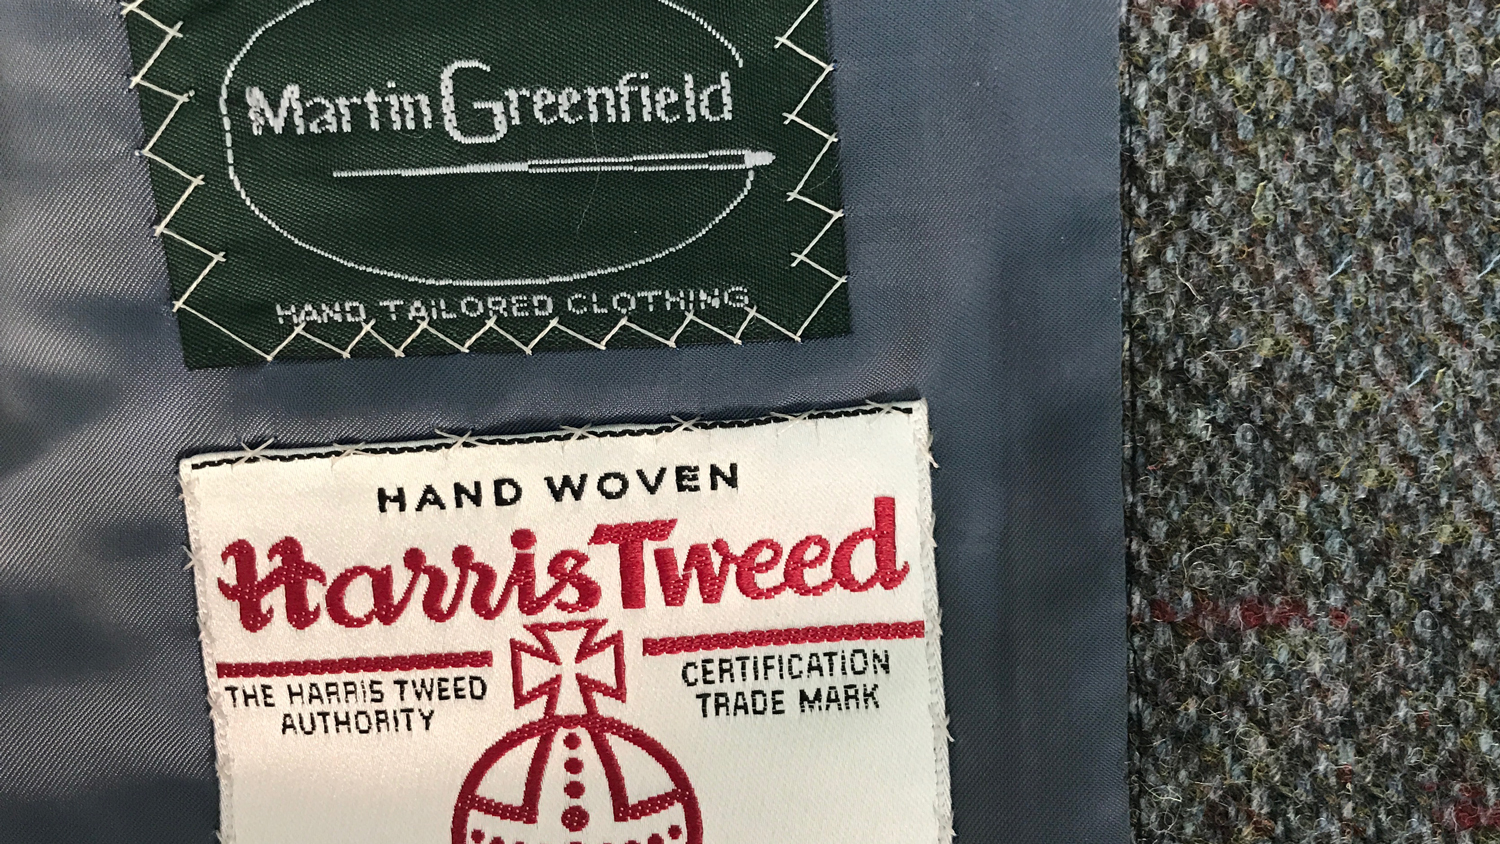 Martin Greenfield
HAND TAILORED CLOTHING
HAND WOVEN
Harris Tweed
THE HARRIS TWEED
AUTHORITY
CERTIFICATION
TRADE MARK